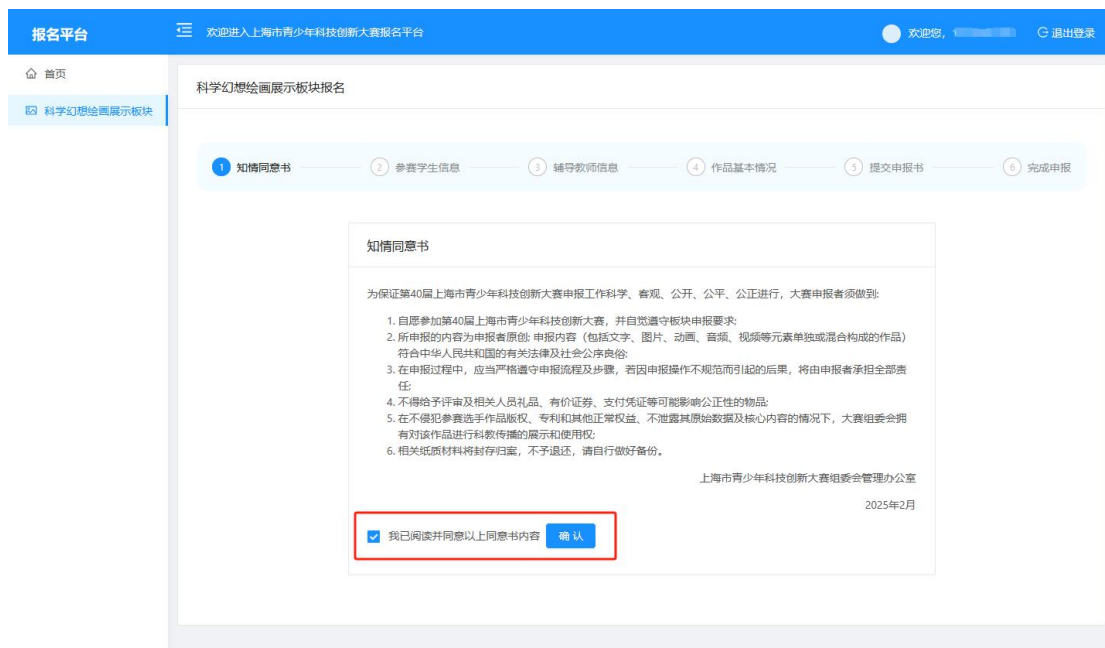 报名平台
欢迎进入上海市青少年科技创新大赛报名平台
欢迎您,
退出登录
首页
科学幻想绘画展示板块
科学幻想绘画展示板块报名
1 知情同意书
2 参赛学生信息
3 辅导教师信息
4 作品基本情况
5 提交申报书
6 完成申报
知情同意书
为保证第40届上海市青少年科技创新大赛申报工作科学、客观、公开、公平、公正进行，大赛申报者须做到:
1. 自愿参加第40届上海市青少年科技创新大赛，并自觉遵守板块申报要求;
2. 所申报的内容为申报者原创; 申报内容（包括文字、图片、动画、音频、视频等元素单独或混合构成的作品）
符合中华人民共和国的有关法律及社会公序良俗;
3. 在申报过程中，应当严格遵守申报流程及步骤，若因申报操作不规范而引起的后果，将由申报者承担全部责
任;
4. 不得给予评审及相关人员礼品、有价证券、支付凭证等可能影响公正性的物品;
5. 在不侵犯参赛选手作品版权、专利和其他正常权益、不泄露其原始数据及核心内容的情况下，大赛组委会拥
有对该作品进行科教传播的展示和使用权;
6. 相关纸质材料将封存归案，不予退还，请自行做好备份。
上海市青少年科技创新大赛组委会管理办公室
2025年2月
我已阅读并同意以上同意书内容 确 认